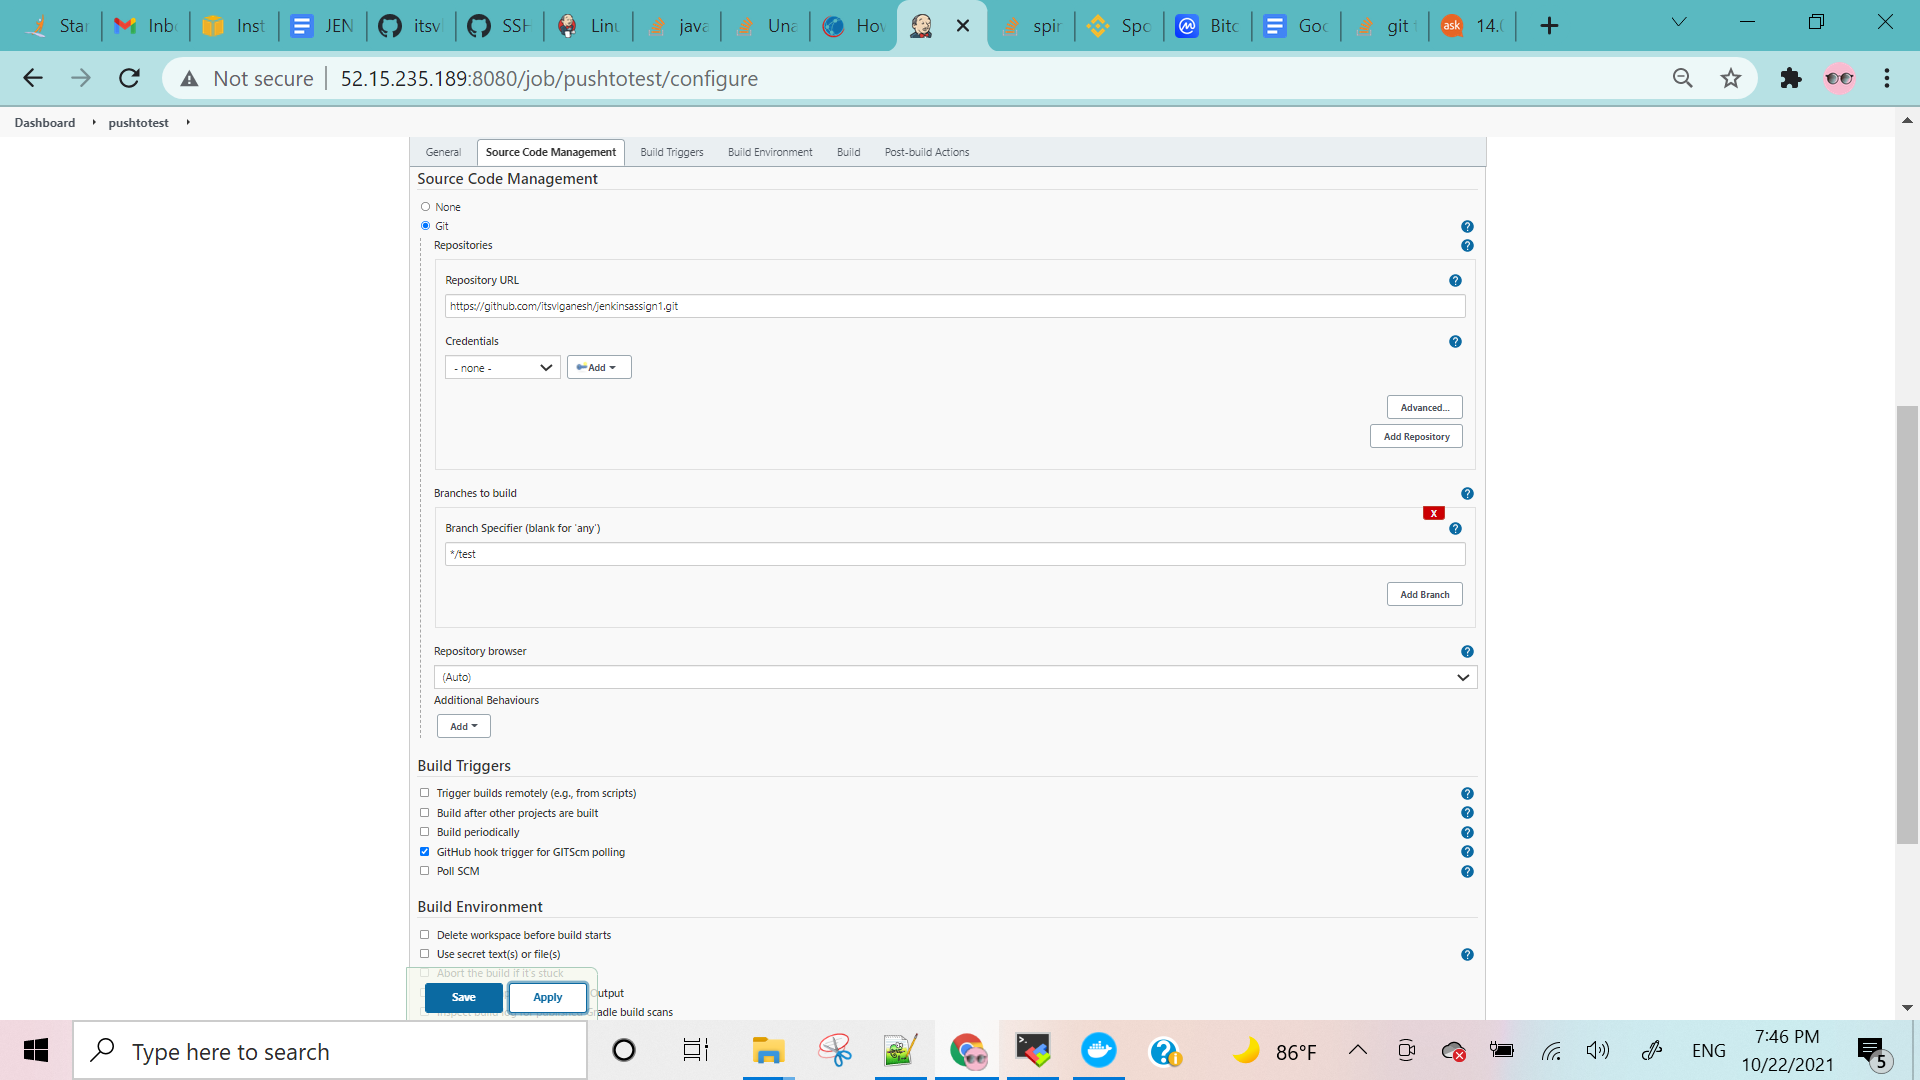 Star
Inb
Inst
JEN
itsv
SSH
Linu
java
Una
How
spir
Spo
Bitc
Goo
git
ask
14.
Not secure
52.15.235.189:8080/job/pushtotest/configure
Dashboard
pushtotest
General
Source Code Management
Build Triggers
Build Environment
Build
Post-build Actions
Source Code Management
None
Git
Repositories
Repository URL
https://github.com/itsvlganesh/jenkinsassign1.git
Credentials
- none -
Add
Advanced...
Add Repository
Branches to build
X
Branch Specifier (blank for 'any')
*/test
Add Branch
Repository browser
(Auto)
Additional Behaviours
Add
Build Triggers
Trigger builds remotely (e.g., from scripts)
Build after other projects are built
Build periodically
GitHub hook trigger for GITScm polling
Poll SCM
Build Environment
Delete workspace before build starts
Use secret text(s) or file(s)
Abort the build if it's stuck
Save
Apply
utput
adle build scans
Type here to search
86°F
ENG
7:46 PM
10/22/2021
5